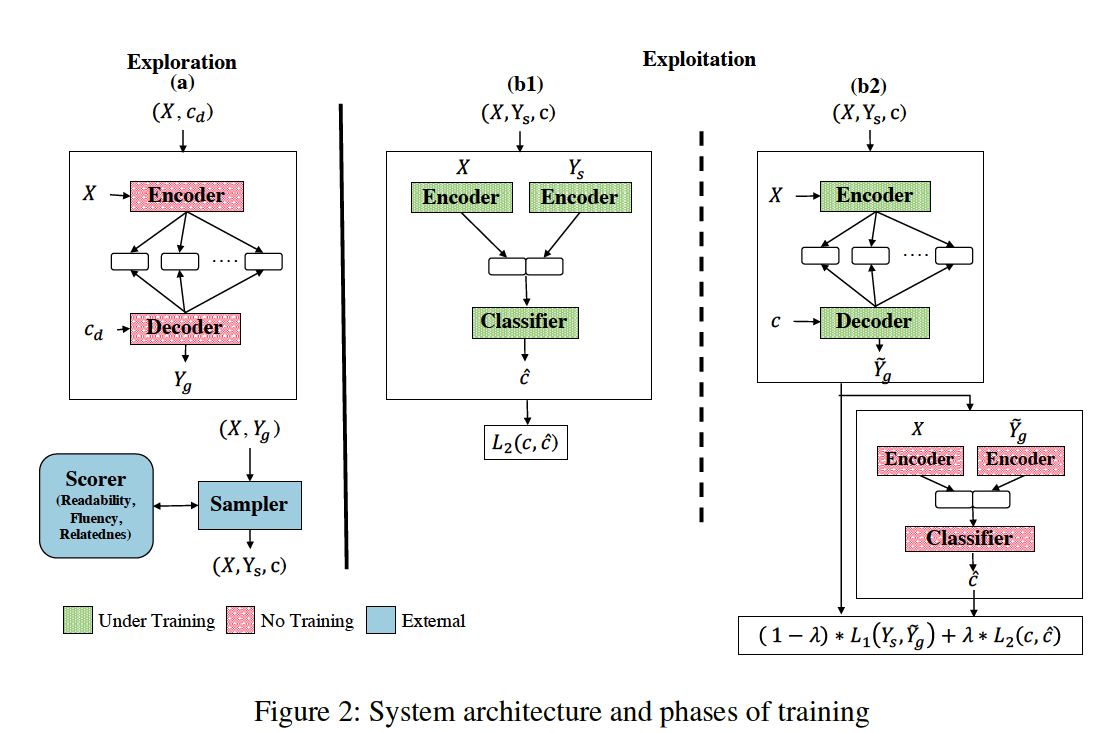 Exploration
(a)
(X, c_d)
X
Encoder
....
c_d
Decoder
Y_g
(X, Y_g)
Scorer
(Readability,
Fluency,
Relatednes)
Sampler
(X,Y_s, c)
Exploitation
(b1)
(X,Y_s, c)
X
Y_s
Encoder
Encoder
Classifier
ĉ
L_2(c, ĉ)
(b2)
(X,Y_s, c)
X
Encoder
....
c
Decoder
Ỹ_g
X
Ỹ_g
Encoder
Encoder
Classifier
ĉ
(1 − λ) * L_1(Y_s, Ỹ_g) + λ * L_2(c, ĉ)
Under Training
No Training
External
Figure 2: System architecture and phases of training